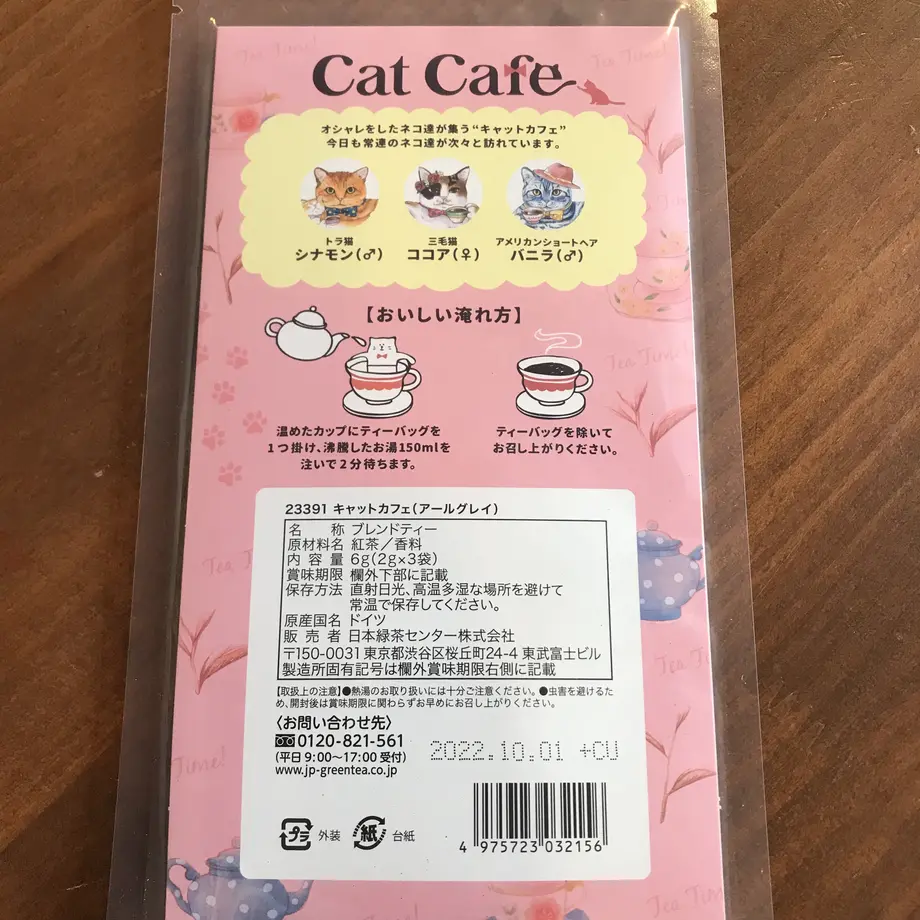 Tea Time!
Tea Time!
Cat Cafe
オシャレをしたネコ達が集う“キャットカフェ”
今日も常連のネコ達が次々と訪れています。
トラ猫
シナモン(♂)
三毛猫
ココア(♀)
アメリカンショートヘア
バニラ(♂)
【おいしい淹れ方】
温めたカップにティーバッグを
1つ掛け、沸騰したお湯150mlを
注いで2分待ちます。
ティーバッグを除いて
お召し上がりください。
Tea Time!
23391 キャットカフェ(アールグレイ)
名 称 ブレンドティー
原材料名 紅茶/香料
内 容 量 6g(2g×3袋)
賞味期限 欄外下部に記載
保存方法 直射日光、高温多湿な場所を避けて
常温で保存してください。
原産国名 ドイツ
販 売 者 日本緑茶センター株式会社
〒150-0031 東京都渋谷区桜丘町24-4 東武富士ビル
製造所固有記号は欄外賞味期限右側に記載
【取扱上の注意】●熱湯のお取り扱いには十分ご注意ください。●虫害を避けるた
め、開封後は賞味期限に関わらずお早めにお召し上がりください。
〈お問い合わせ先〉
0120-821-561
(平日 9:00〜17:00 受付)
www.jp-greentea.co.jp
2022.10.01 +CU
プラ 外装
紙 台紙
4 975723 032156
Tea Time!
Tea Time!
Time!
Tea Time!